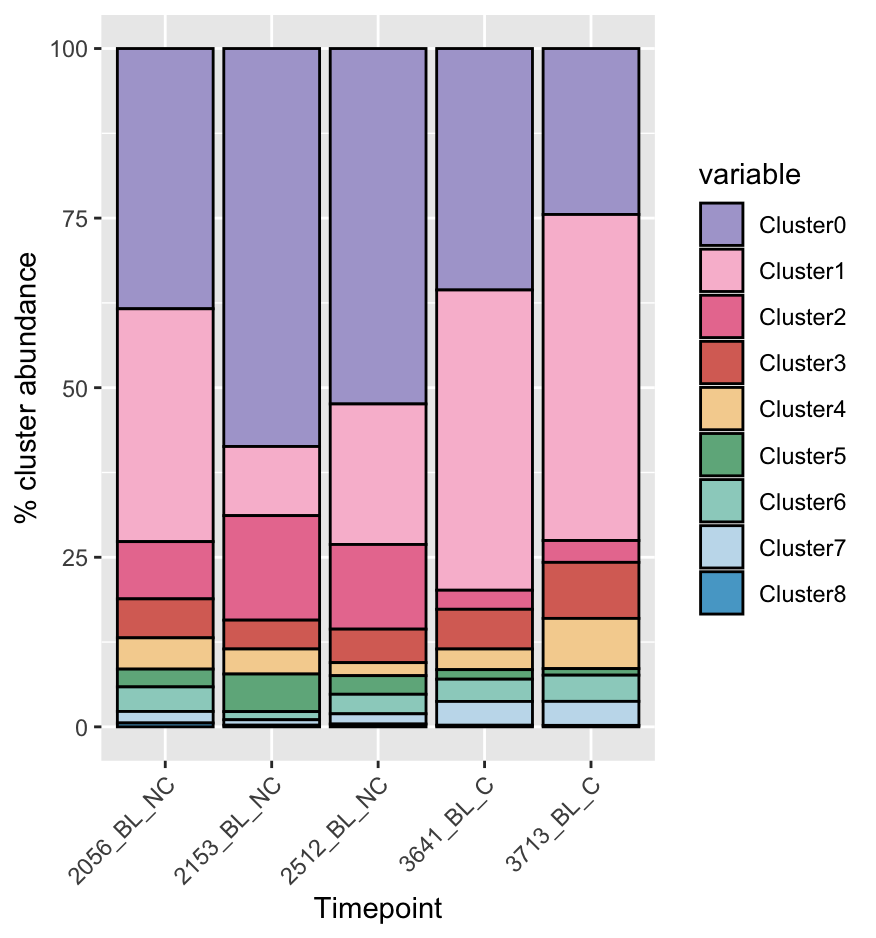 100
75
50
25
0
% cluster abundance
2056_BL_NC
2153_BL_NC
2512_BL_NC
3641_BL_C
3713_BL_C
Timepoint
variable
Cluster0
Cluster1
Cluster2
Cluster3
Cluster4
Cluster5
Cluster6
Cluster7
Cluster8